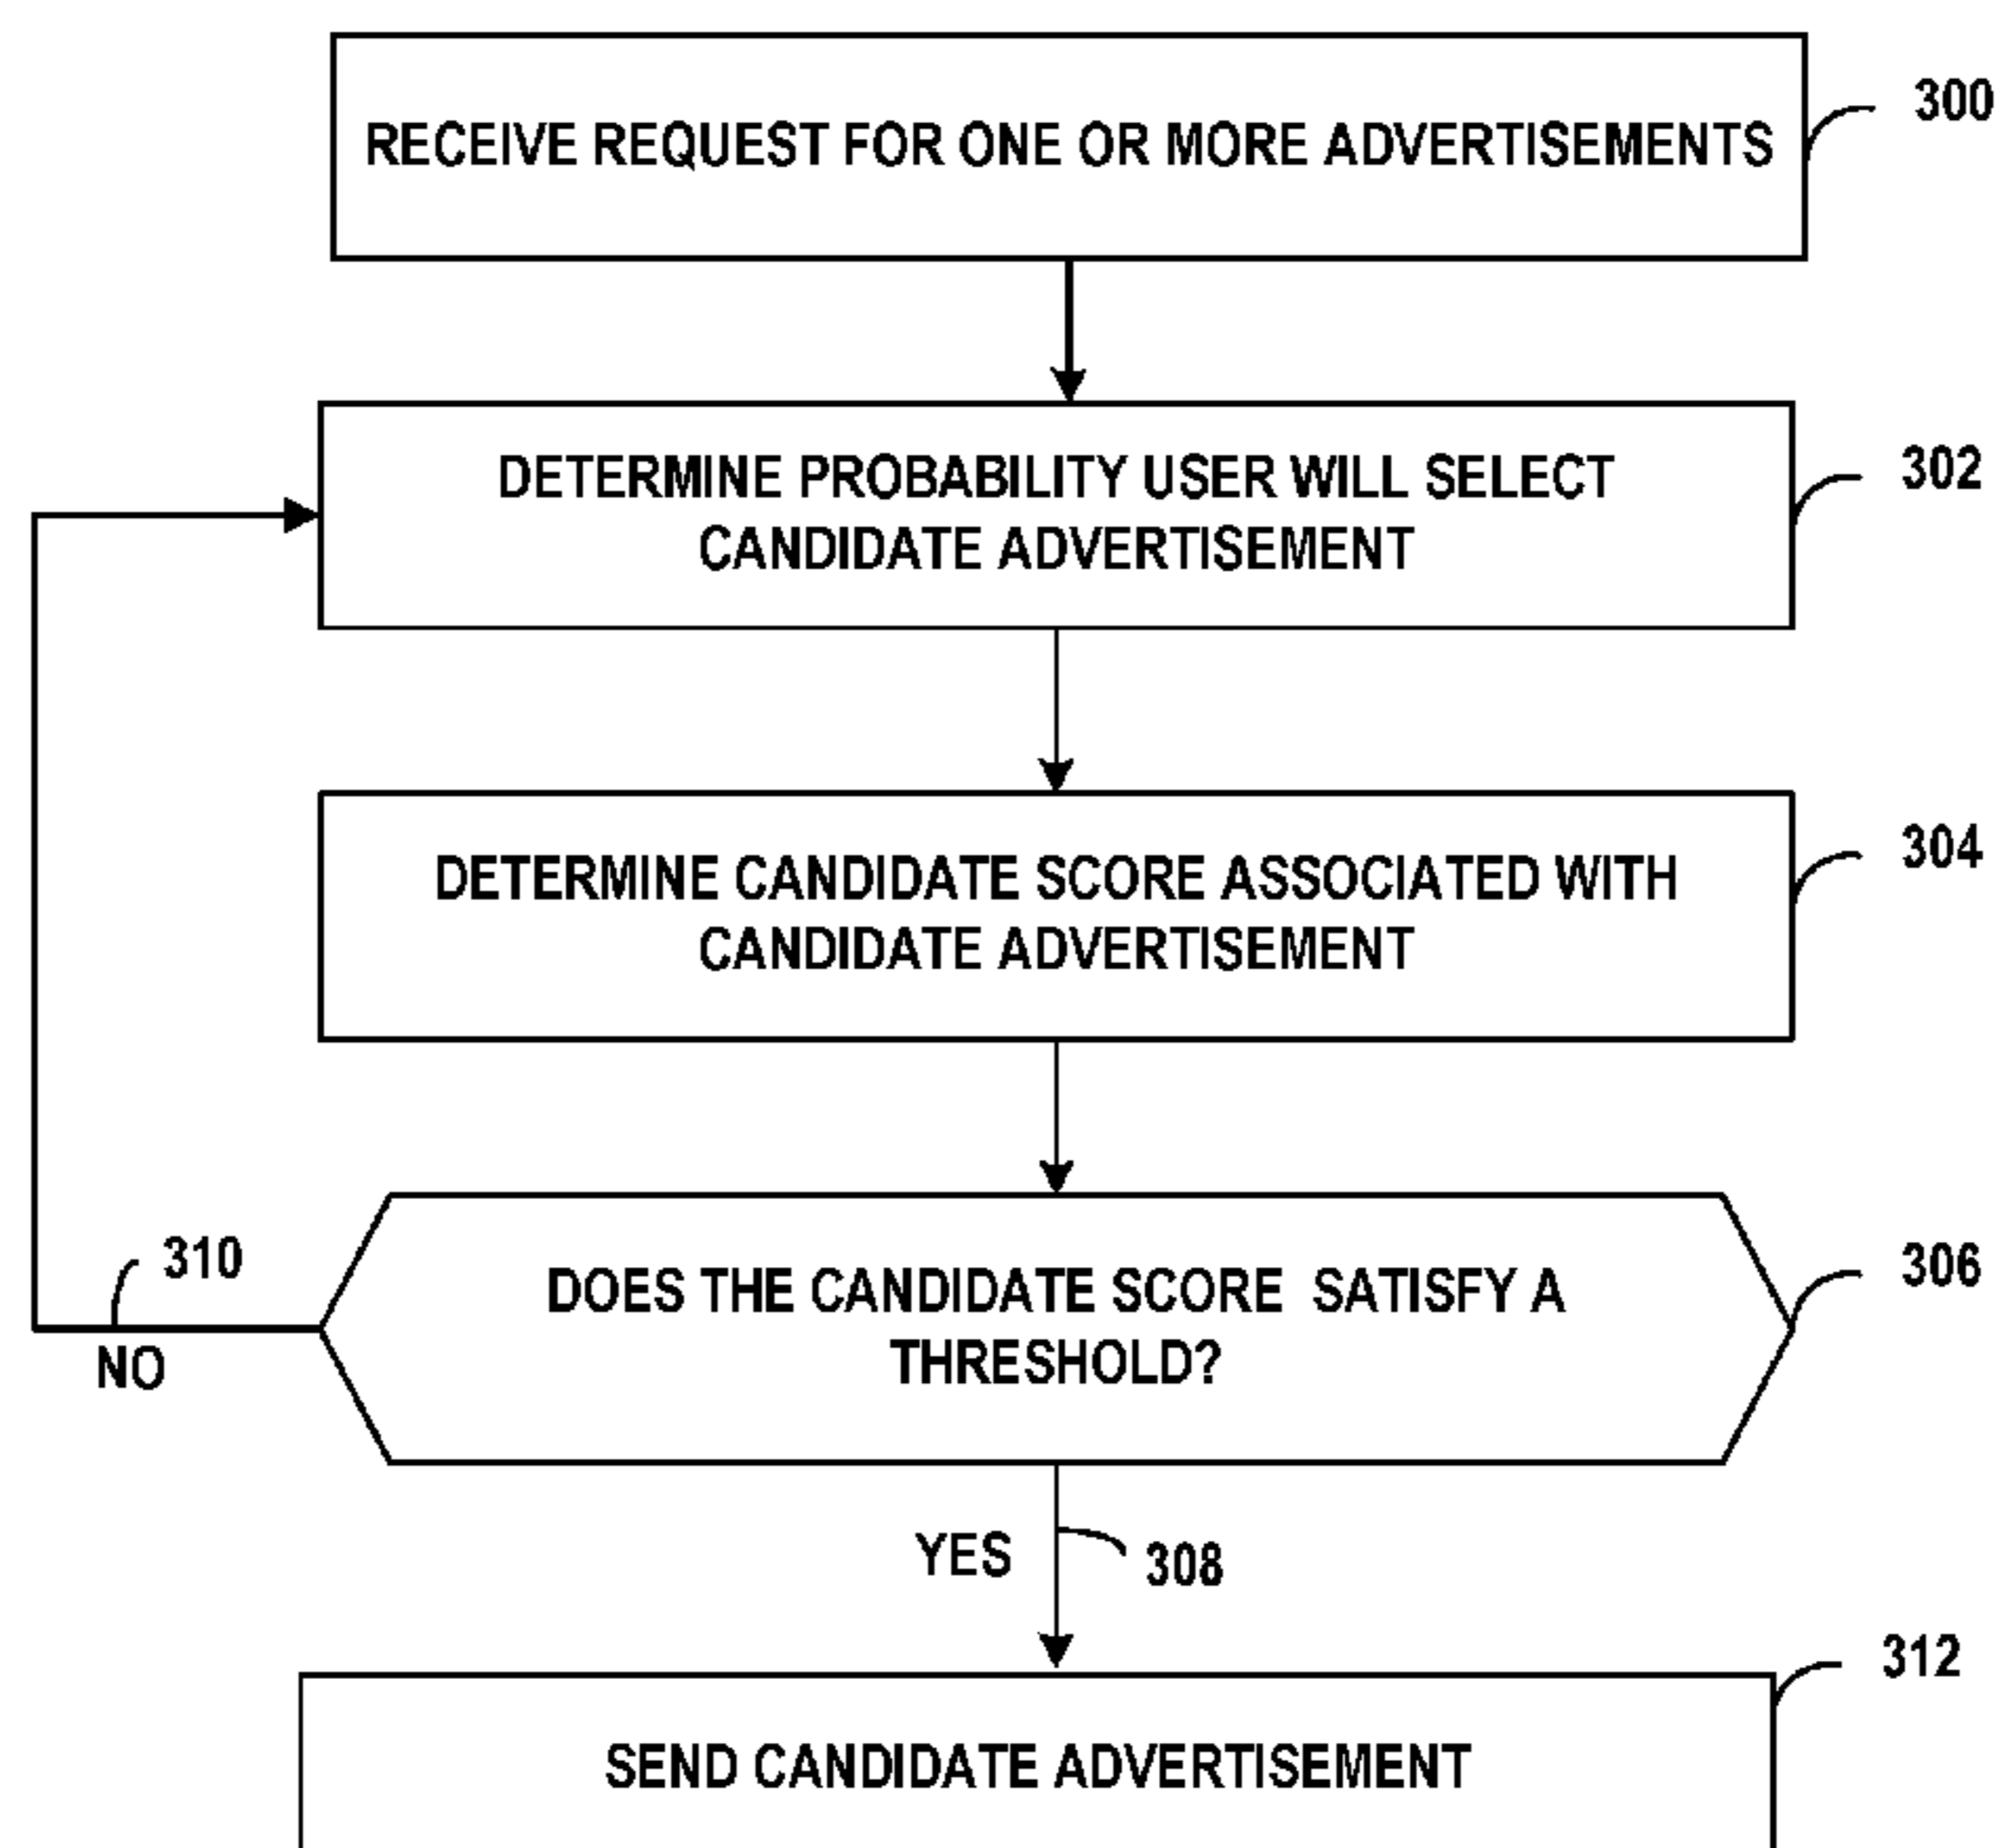 RECEIVE REQUEST FOR ONE OR MORE ADVERTISEMENTS
300
DETERMINE PROBABILITY USER WILL SELECT
CANDIDATE ADVERTISEMENT
302
DETERMINE CANDIDATE SCORE ASSOCIATED WITH
CANDIDATE ADVERTISEMENT
304
DOES THE CANDIDATE SCORE SATISFY A
THRESHOLD?
306
310
NO
YES
308
312
SEND CANDIDATE ADVERTISEMENT